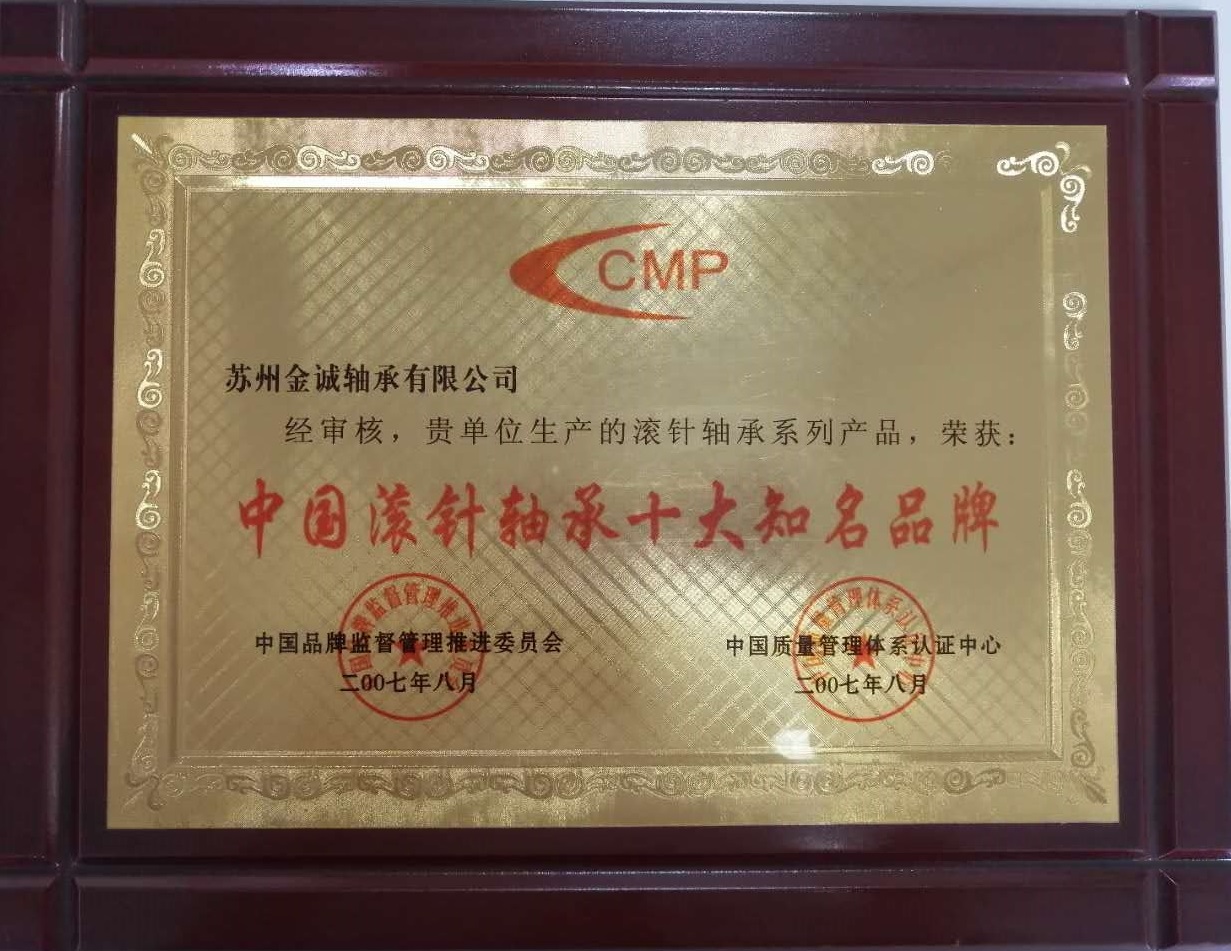 CMP
苏州金诚轴承有限公司
经审核，贵单位生产的滚针轴承系列产品，荣获：
中国滚针轴承十大知名品牌
中国品牌监督管理推进委员会
二00七年八月
中国质量管理体系认证中心
二00七年八月